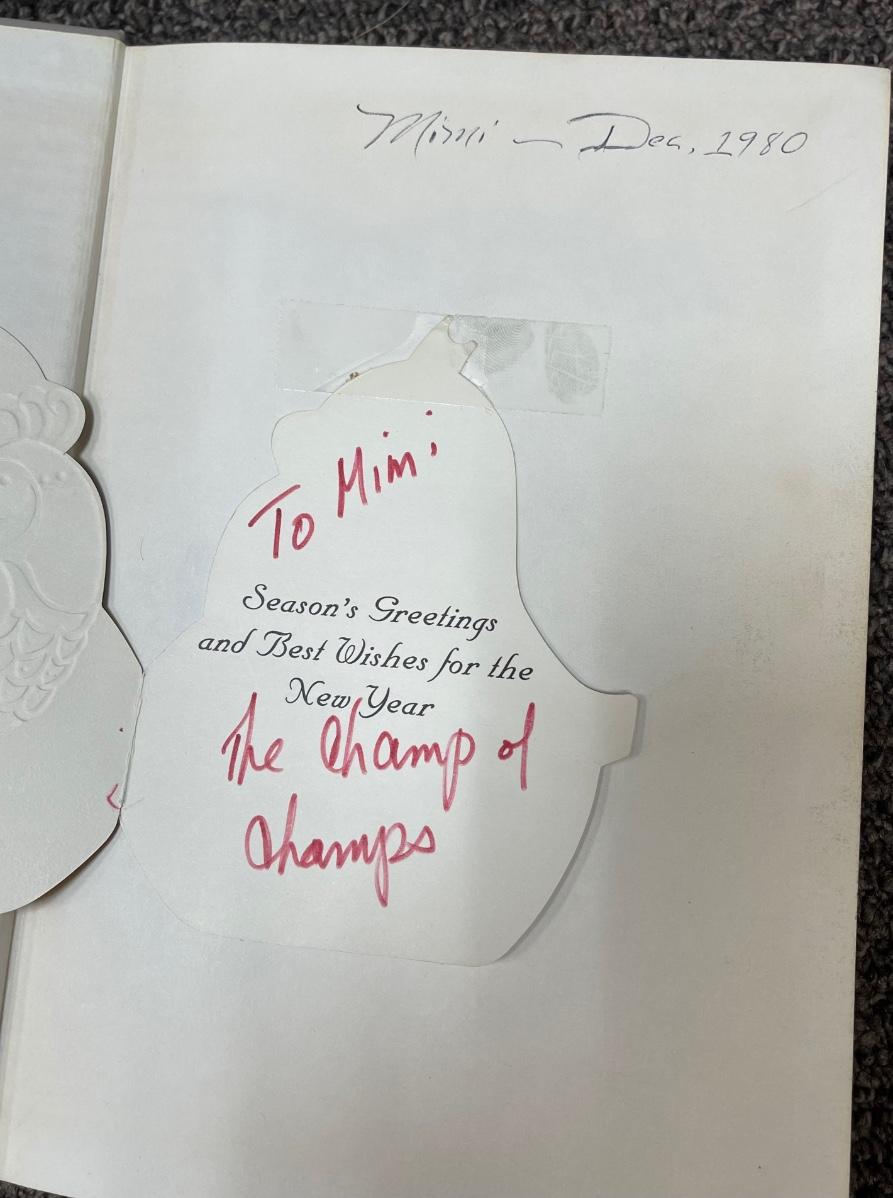 Mimi — Dec, 1980
To Mimi
Season's Greetings
and Best Wishes for the
New Year
The Champ of
Champs